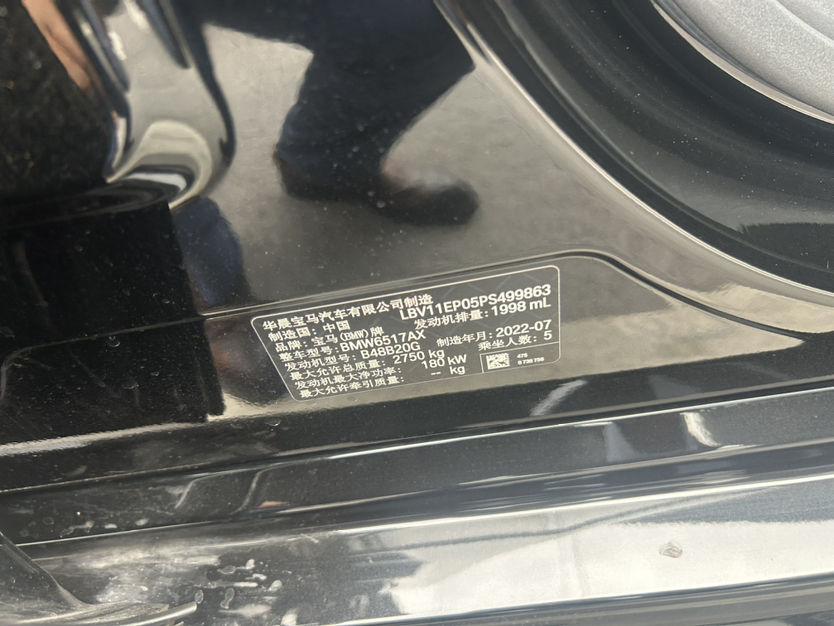 华晨宝马汽车有限公司制造
制造国：中国 LBV11EP05PS499863
品牌：宝马(BMW)牌 发动机排量：1998 mL
整车型号：BMW6517AX
发动机型号：B48B20G 制造年月：2022-07
最大允许总质量：2750 kg 乘坐人数：5
发动机最大净功率：180 kW
最大允许牵引质量：-- kg
475